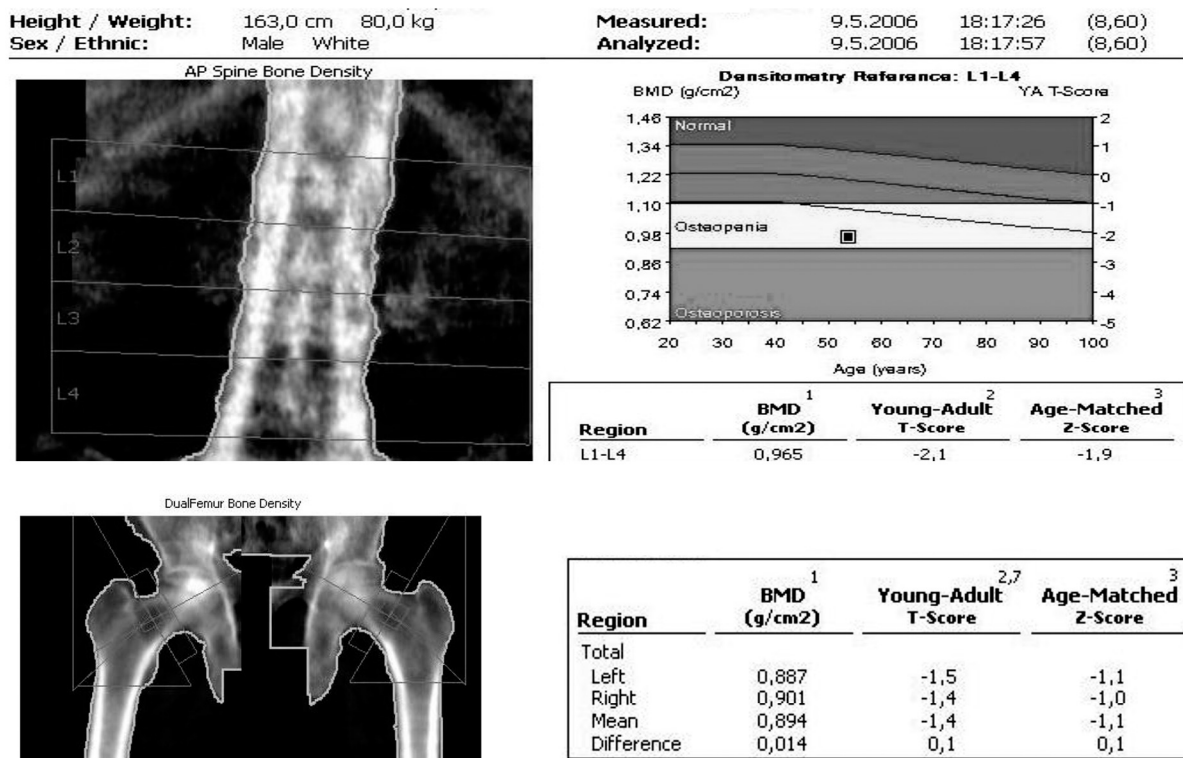 Height / Weight: 163,0 cm 80,0 kg
Sex / Ethnic: Male White
Measured: 9.5.2006 18:17:26 (8,60)
Analyzed: 9.5.2006 18:17:57 (8,60)
AP Spine Bone Density
L1
L2
L3
L4
Densitometry Reference: L1-L4
BMD (g/cm2) YA T-Score
1,46 2
Normal
1,34 1
1,22 0
1,10 -1
Osteopenia
0,98 -2
0,86 -3
0,74 -4
Osteoporosis
0,62 -5
20 30 40 50 60 70 80 90 100
Age (years)
1 2 3
BMD Young-Adult Age-Matched
Region (g/cm2) T-Score Z-Score
L1-L4 0,965 -2,1 -1,9
DualFemur Bone Density
1 2,7 3
BMD Young-Adult Age-Matched
Region (g/cm2) T-Score Z-Score
Total
Left 0,887 -1,5 -1,1
Right 0,901 -1,4 -1,0
Mean 0,894 -1,4 -1,1
Difference 0,014 0,1 0,1